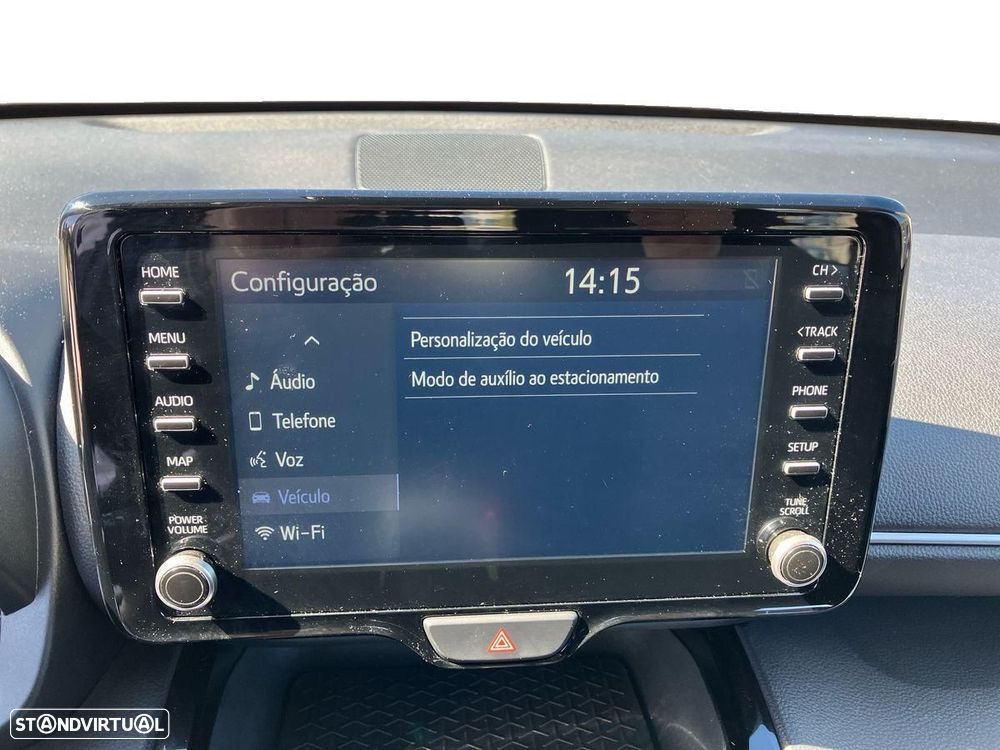 HOME
MENU
AUDIO
MAP
POWER
VOLUME
Configuração
14:15
Áudio
Telefone
Voz
Veículo
Wi-Fi
Personalização do veículo
Modo de auxílio ao estacionamento
CH >
< TRACK
PHONE
SETUP
TUNE
SCROLL
STANDVIRTUAL